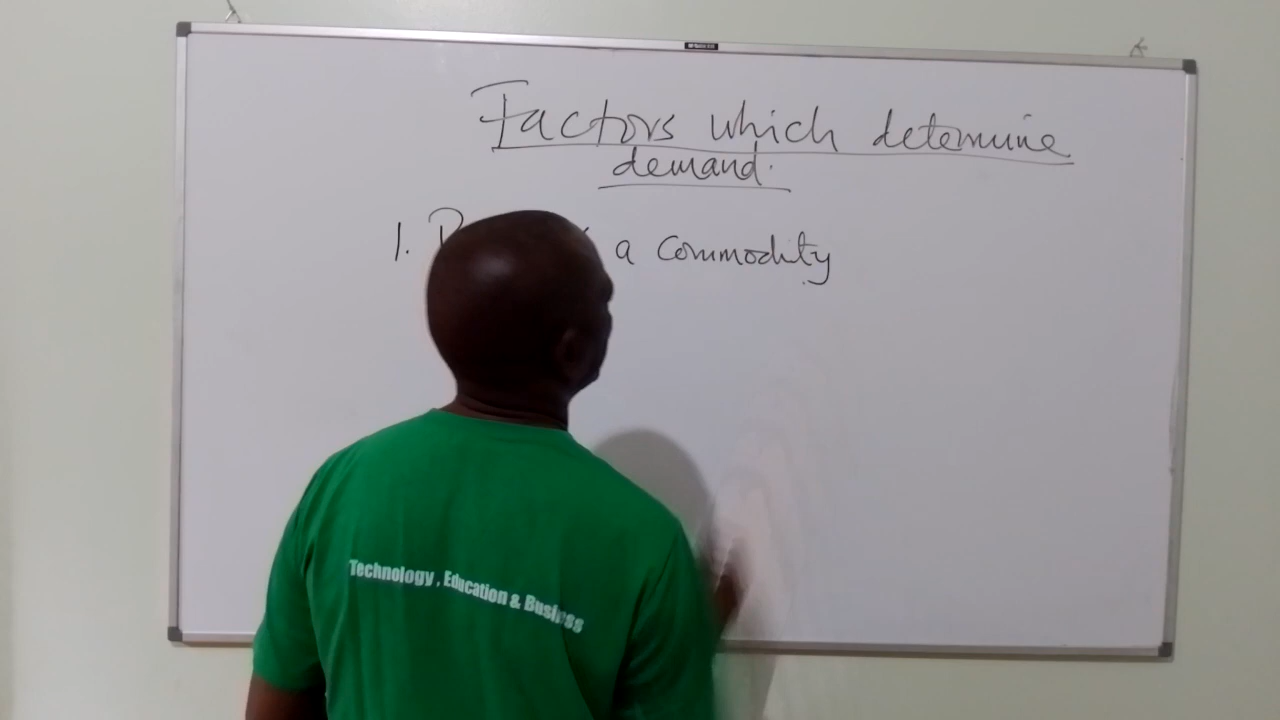 Factors which determine
demand.
1. a commodity
Technology, Education & Business